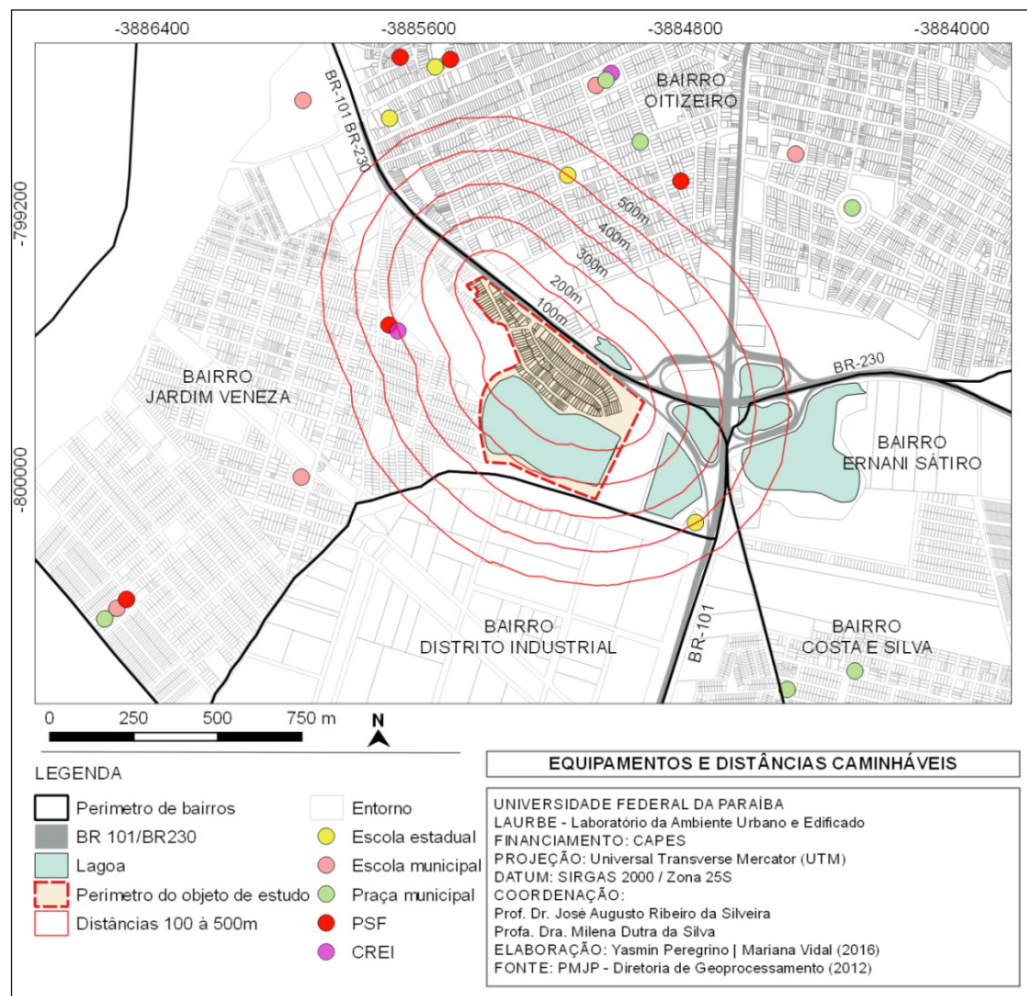 -3886400
-3885600
-3884800
-3884000
BR-101 BR-230
BAIRRO
OITIZEIRO
-799200
500m
400m
300m
200m
100m
BR-230
BAIRRO
JARDIM VENEZA
BAIRRO
ERNANI SÁTIRO
-800000
BAIRRO
DISTRITO INDUSTRIAL
BR-101
BAIRRO
COSTA E SILVA
0 250 500 750 m
N
LEGENDA
Perimetro de bairros
BR 101/BR230
Lagoa
Perimetro do objeto de estudo
Distâncias 100 à 500m
Entorno
Escola estadual
Escola municipal
Praça municipal
PSF
CREI
EQUIPAMENTOS E DISTÂNCIAS CAMINHÁVEIS
UNIVERSIDADE FEDERAL DA PARAÍBA
LAURBE - Laboratório da Ambiente Urbano e Edificado
FINANCIAMENTO: CAPES
PROJEÇÃO: Universal Transverse Mercator (UTM)
DATUM: SIRGAS 2000 / Zona 25S
COORDENAÇÃO:
Prof. Dr. José Augusto Ribeiro da Silveira
Profa. Dra. Milena Dutra da Silva
ELABORAÇÃO: Yasmin Peregrino | Mariana Vidal (2016)
FONTE: PMJP - Diretoria de Geoprocessamento (2012)